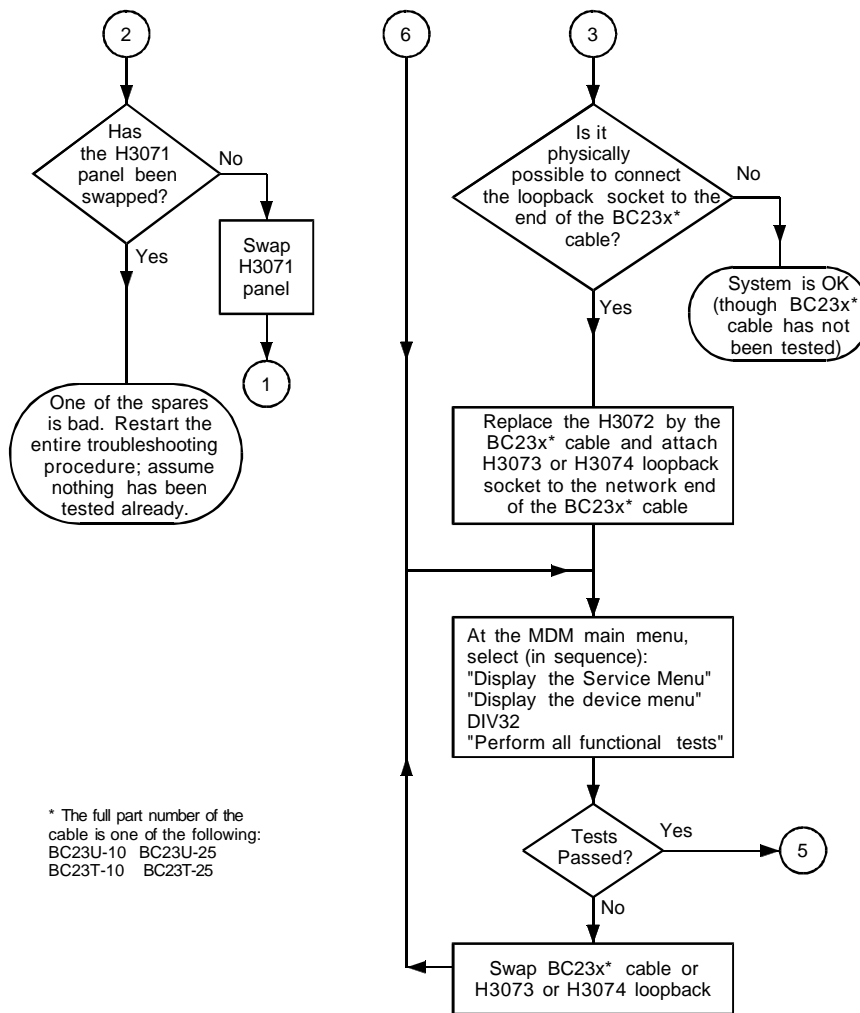 2
6
3
Has
the H3071
panel been
swapped?
No
Yes
Swap
H3071
panel
1
One of the spares
is bad. Restart the
entire troubleshooting
procedure; assume
nothing has been
tested already.
Is it
physically
possible to connect
the loopback socket to the
end of the BC23x*
cable?
No
Yes
System is OK
(though BC23x*
cable has not
been tested)
Replace the H3072 by the
BC23x* cable and attach
H3073 or H3074 loopback
socket to the network end
of the BC23x* cable
At the MDM main menu,
select (in sequence):
"Display the Service Menu"
"Display the device menu"
DIV32
"Perform all functional tests"
Tests
Passed?
Yes
5
No
Swap BC23x* cable or
H3073 or H3074 loopback
* The full part number of the
cable is one of the following:
BC23U-10 BC23U-25
BC23T-10 BC23T-25